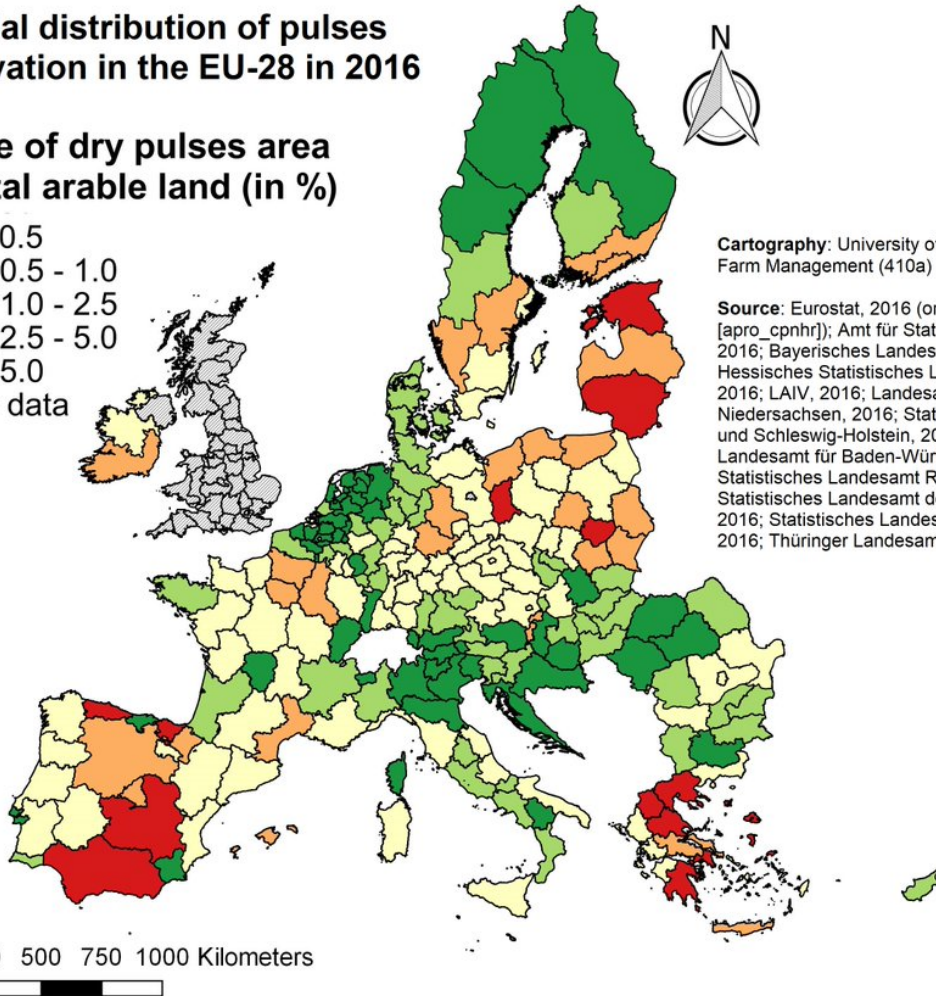 al distribution of pulses
vation in the EU-28 in 2016
e of dry pulses area
tal arable land (in %)
0.5
0.5 - 1.0
1.0 - 2.5
2.5 - 5.0
5.0
data
N
Cartography: University of
Farm Management (410a)
Source: Eurostat, 2016 (on
[apro_cpnhr]); Amt für Stat
2016; Bayerisches Landes
Hessisches Statistisches L
2016; LAIV, 2016; Landesa
Niedersachsen, 2016; Stat
und Schleswig-Holstein, 20
Landesamt für Baden-Wür
Statistisches Landesamt R
Statistisches Landesamt de
2016; Statistisches Landes
2016; Thüringer Landesam
500 750 1000 Kilometers